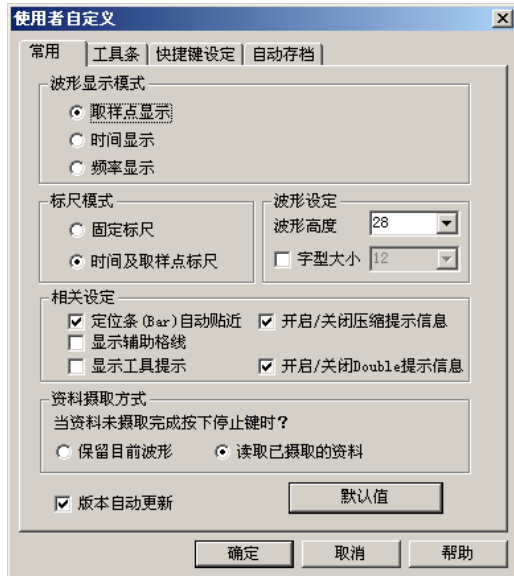 使用者自定义
常用 工具条 快捷键设定 自动存档
波形显示模式
取样点显示
时间显示
频率显示
标尺模式
固定标尺
时间及取样点标尺
波形设定
波形高度 28
字型大小 12
相关设定
定位条(Bar)自动贴近 开启/关闭压缩提示信息
显示辅助格线
显示工具提示 开启/关闭Double提示信息
资料摄取方式
当资料未摄取完成按下停止键时？
保留目前波形 读取已摄取的资料
版本自动更新 默认值
确定 取消 帮助